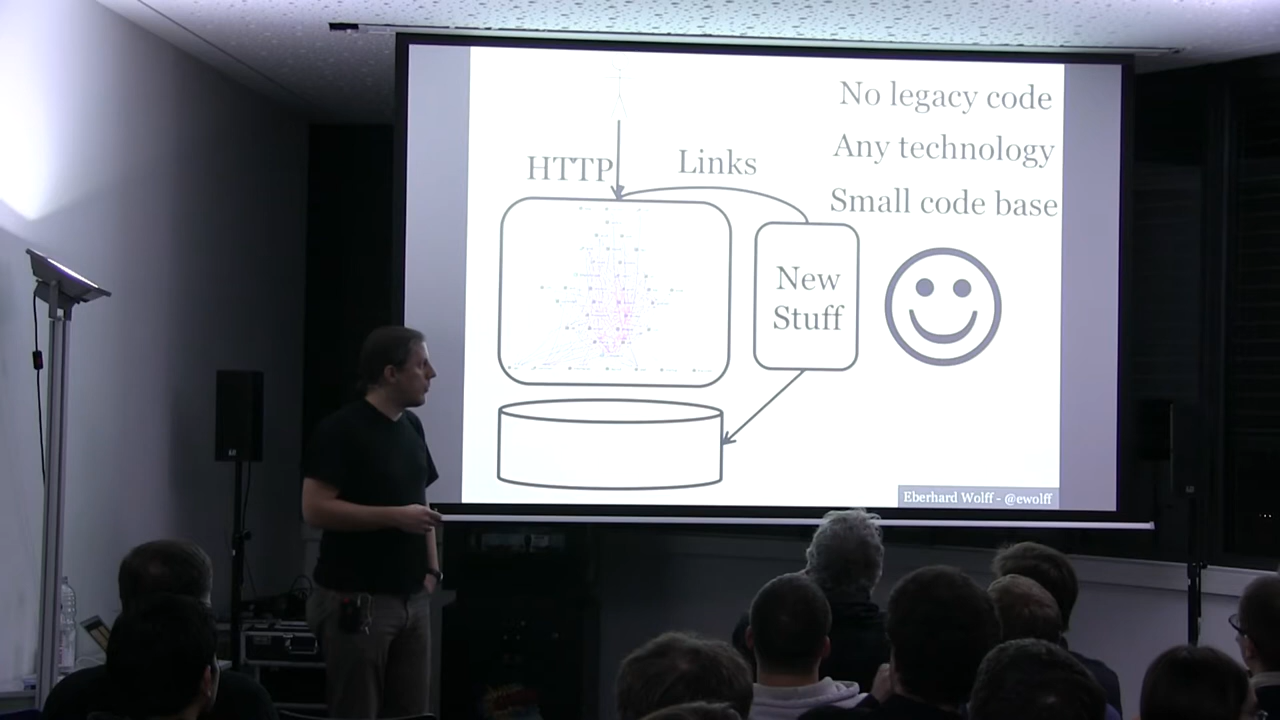 No legacy code
Any technology
Small code base
HTTP
Links
New
Stuff
Eberhard Wolff - @ewolff